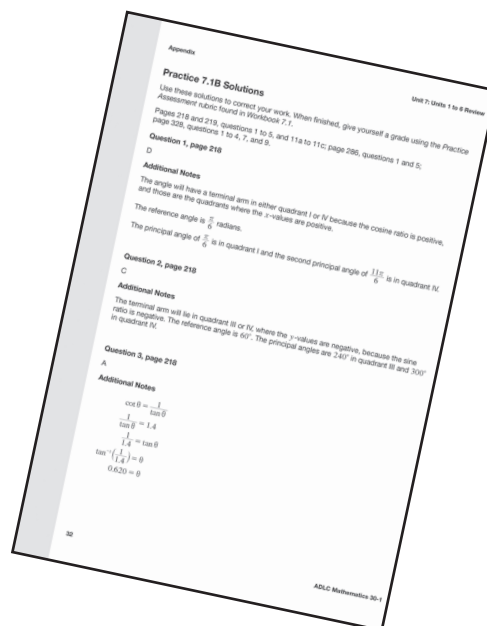 Appendix
Unit 7: Units 1 to 6 Review
Practice 7.1B Solutions
Use these solutions to correct your work. When finished, give yourself a grade using the Practice
Assessment rubric found in Workbook 7.1.
Pages 218 and 219, questions 1 to 5, and 11a to 11c; page 286, questions 1 and 5;
page 328, questions 1 to 4, 7, and 9.
Question 1, page 218
D
Additional Notes
The angle will have a terminal arm in either quadrant I or IV because the cosine ratio is positive,
and those are the quadrants where the x-values are positive.
The reference angle is π/6 radians.
The principal angle of π/6 is in quadrant I and the second principal angle of 11π/6 is in quadrant IV.
Question 2, page 218
C
Additional Notes
The terminal arm will lie in quadrant III or IV, where the y-values are negative, because the sine
ratio is negative. The reference angle is 60°. The principal angles are 240° in quadrant III and 300°
in quadrant IV.
Question 3, page 218
A
Additional Notes
cot θ = 1/tan θ
1/tan θ = 1.4
1/1.4 = tan θ
tan⁻¹(1/1.4) = θ
0.620 = θ
32
ADLC Mathematics 30-1